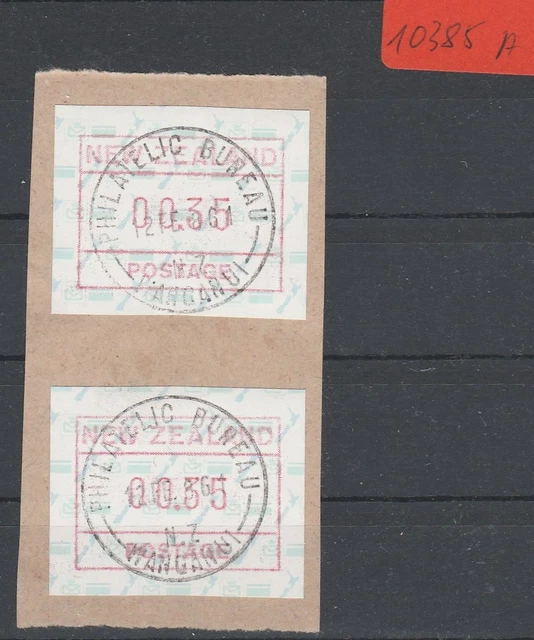 10385 A
PHILATELIC BUREAU
NEW ZEALAND
00.35
POSTAGE
N.Z
WANGANUI
PHILATELIC BUREAU
NEW ZEALAND
00.35
POSTAGE
N.Z
WANGANUI